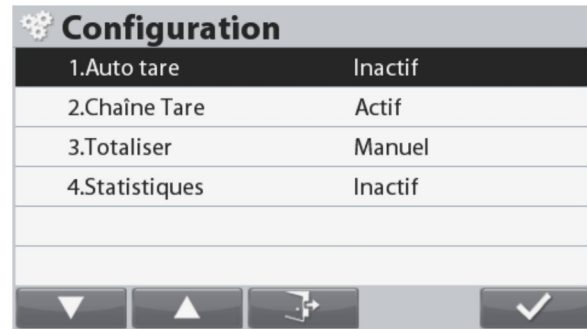 Configuration
1.Auto tare Inactif
2.Chaîne Tare Actif
3.Totaliser Manuel
4.Statistiques Inactif